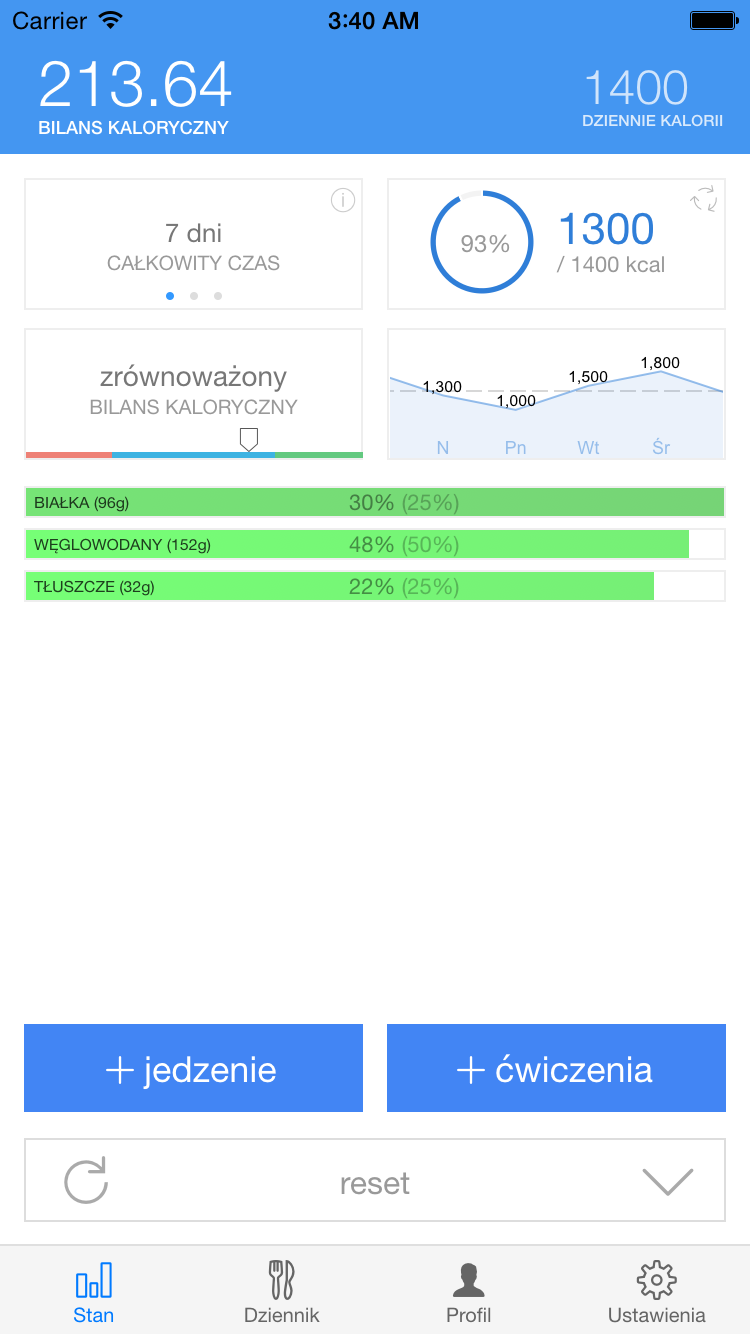 Carrier 3:40 AM
213.64 1400
BILANS KALORYCZNY DZIENNIE KALORII
7 dni
CAŁKOWITY CZAS
93%
1300
/ 1400 kcal
zrównoważony
BILANS KALORYCZNY
1,300 1,000 1,500 1,800
N Pn Wt Śr
BIAŁKA (96g) 30% (25%)
WĘGLOWODANY (152g) 48% (50%)
TŁUSZCZE (32g) 22% (25%)
+ jedzenie
+ ćwiczenia
reset
Stan Dziennik Profil Ustawienia